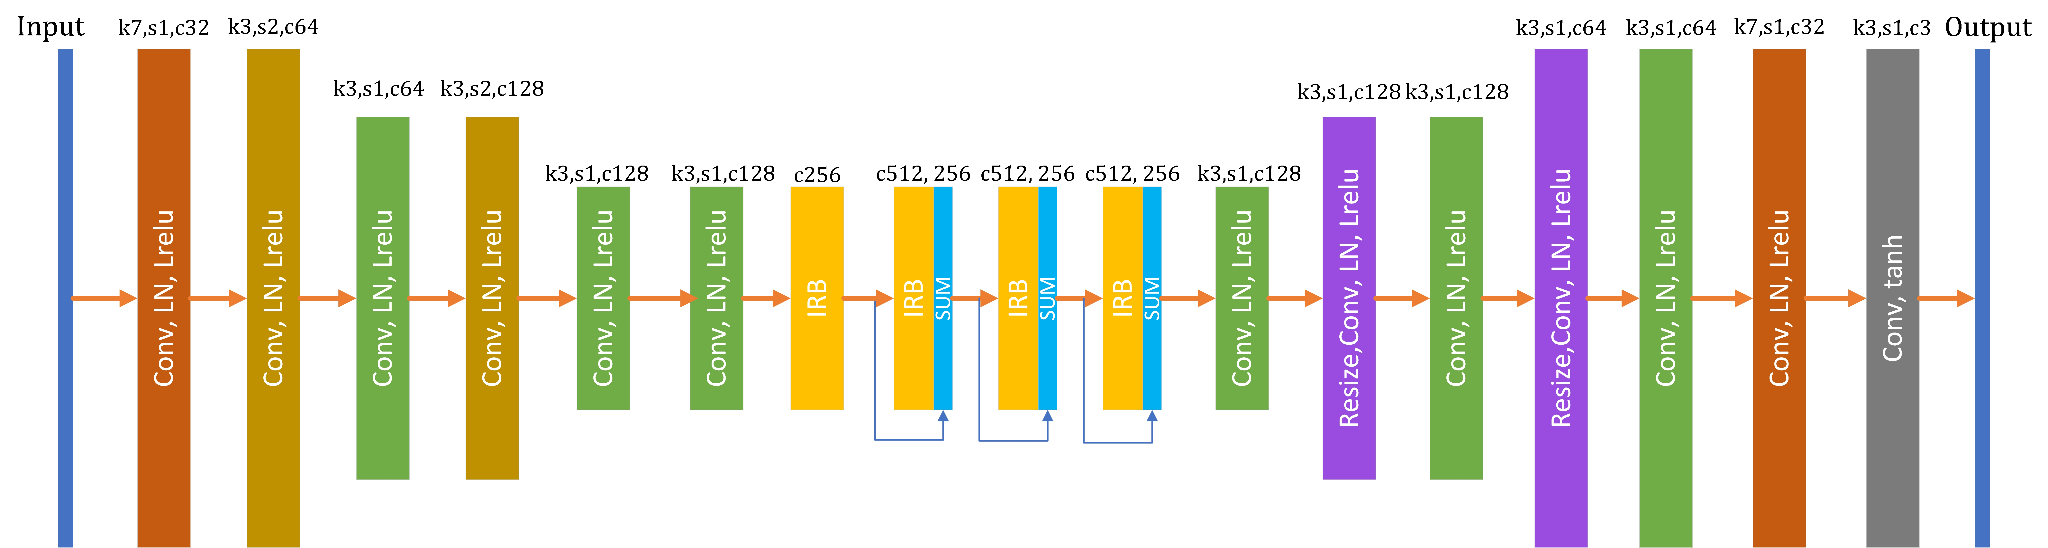 Input
k7,s1,c32
k3,s2,c64
k3,s1,c64
k3,s2,c128
k3,s1,c128
k3,s1,c128
c256
c512, 256
c512, 256
c512, 256
k3,s1,c128
k3,s1,c128
k3,s1,c128
k3,s1,c64
k3,s1,c64
k7,s1,c32
k3,s1,c3
Output
Conv, LN, Lrelu
Conv, LN, Lrelu
Conv, LN, Lrelu
Conv, LN, Lrelu
Conv, LN, Lrelu
Conv, LN, Lrelu
IRB
IRB
SUM
IRB
SUM
IRB
SUM
Conv, LN, Lrelu
Resize,Conv, LN, Lrelu
Conv, LN, Lrelu
Resize,Conv, LN, Lrelu
Conv, LN, Lrelu
Conv, LN, Lrelu
Conv, tanh